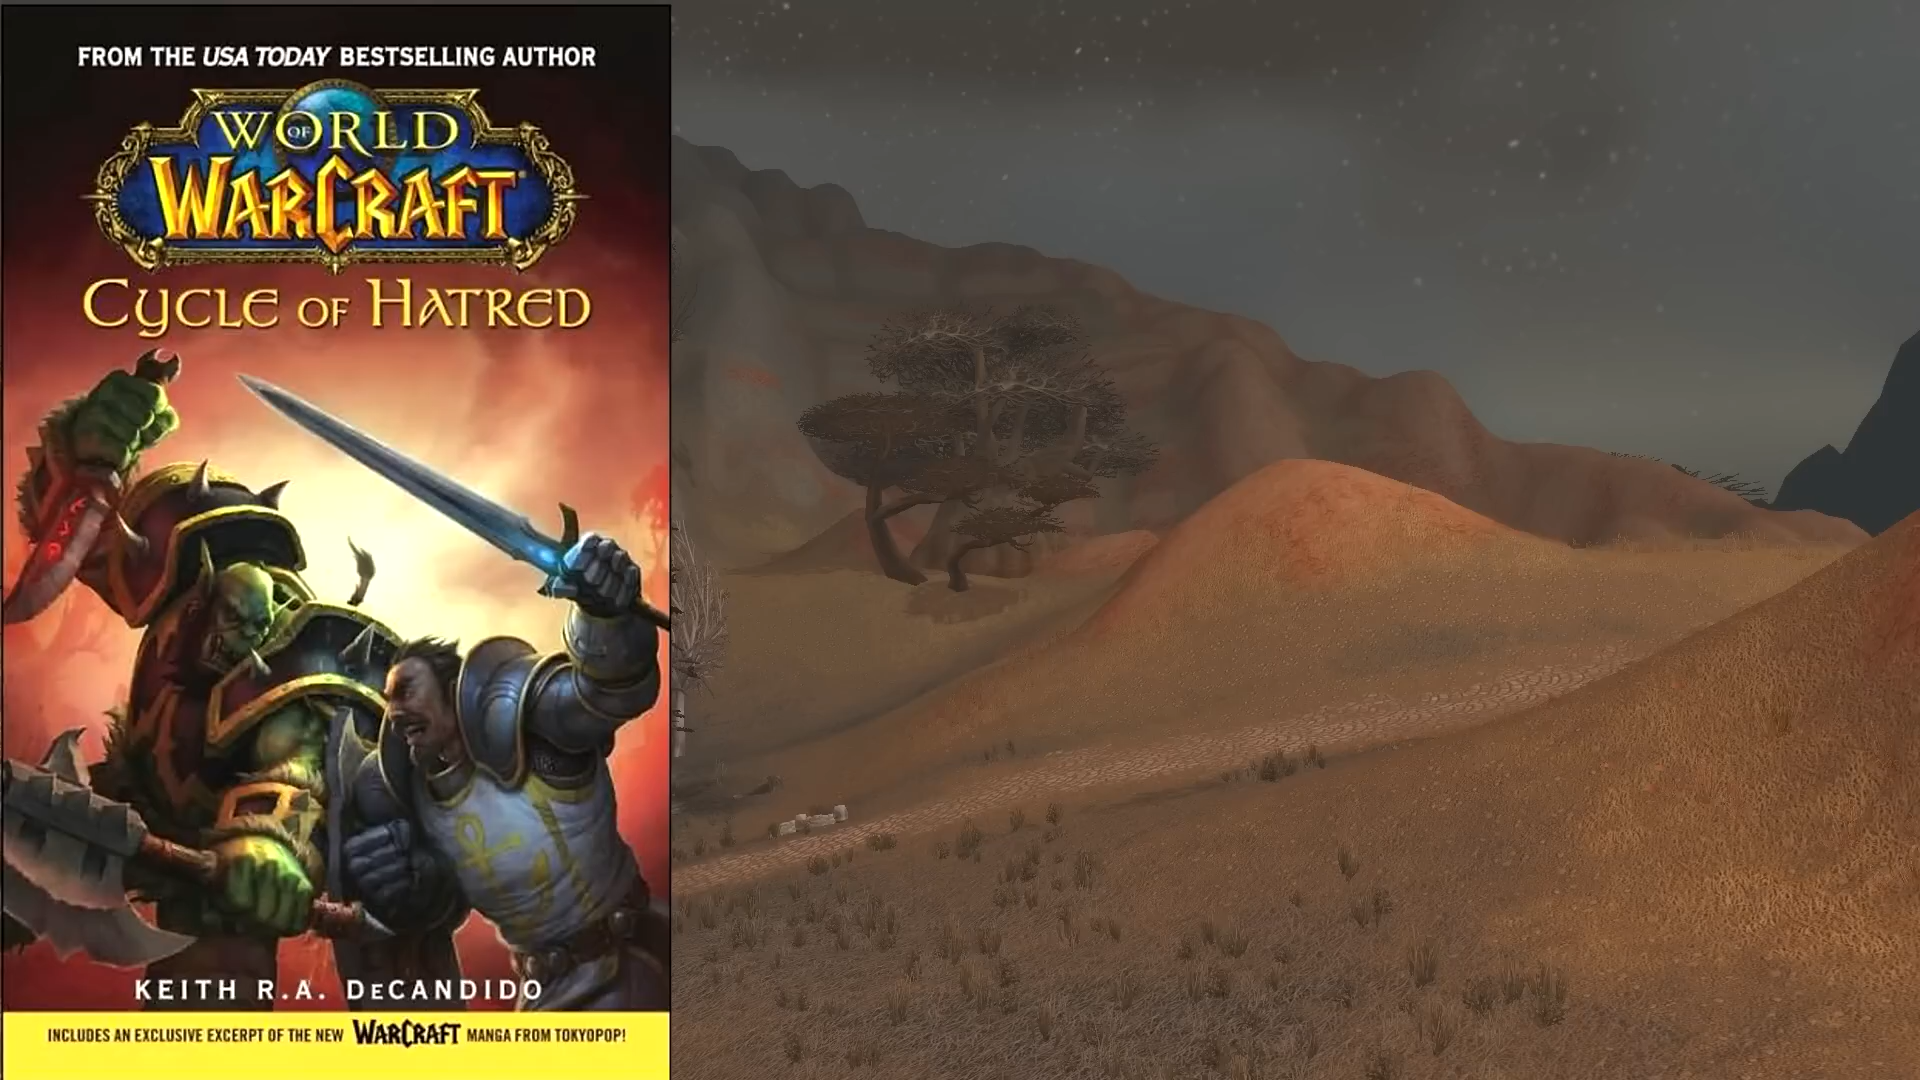 FROM THE USA TODAY BESTSELLING AUTHOR
WORLD OF
WARCRAFT
CYCLE OF HATRED
KEITH R.A. DECANDIDO
INCLUDES AN EXCLUSIVE EXCERPT OF THE NEW WARCRAFT MANGA FROM TOKYOPOP!